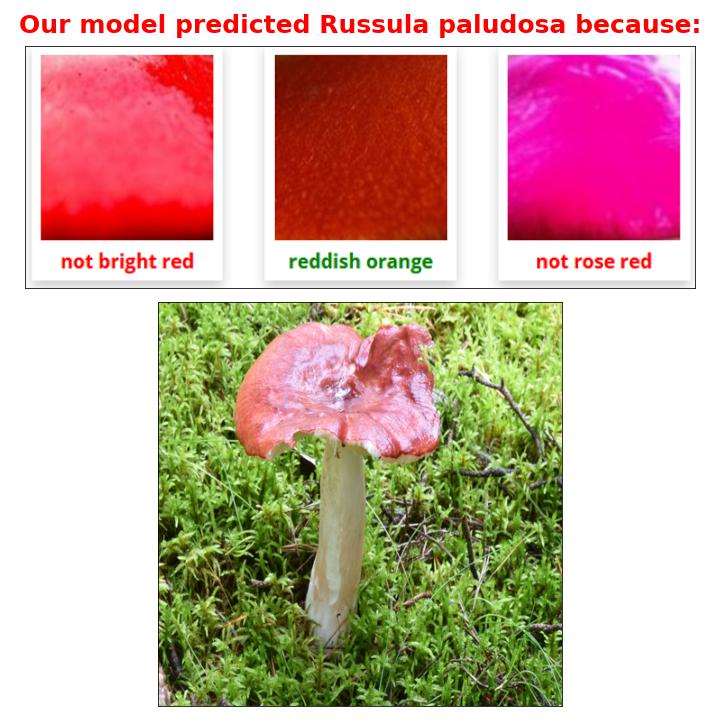 Our model predicted Russula paludosa because:
not bright red
reddish orange
not rose red